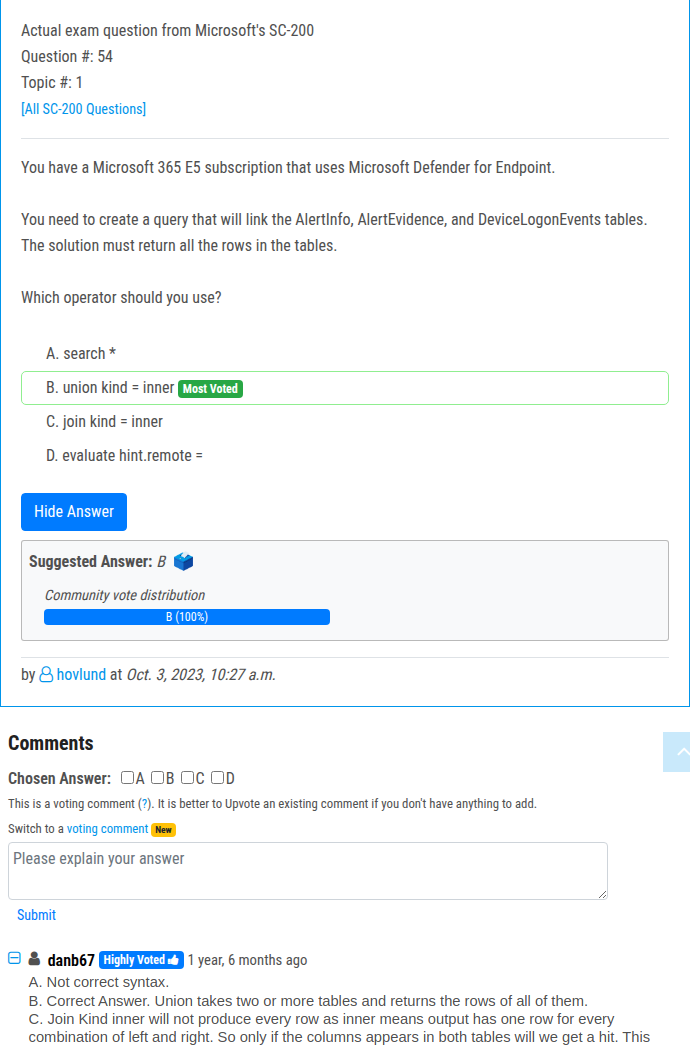 Actual exam question from Microsoft's SC-200
Question #: 54
Topic #: 1
[All SC-200 Questions]
You have a Microsoft 365 E5 subscription that uses Microsoft Defender for Endpoint.
You need to create a query that will link the AlertInfo, AlertEvidence, and DeviceLogonEvents tables.
The solution must return all the rows in the tables.
Which operator should you use?
A. search *
B. union kind = inner Most Voted
C. join kind = inner
D. evaluate hint.remote =
Hide Answer
Suggested Answer: B
Community vote distribution
B (100%)
by hovlund at Oct. 3, 2023, 10:27 a.m.
Comments
Chosen Answer: A B C D
This is a voting comment (?). It is better to Upvote an existing comment if you don't have anything to add.
Switch to a voting comment New
Please explain your answer
Submit
danb67 Highly Voted 1 year, 6 months ago
A. Not correct syntax.
B. Correct Answer. Union takes two or more tables and returns the rows of all of them.
C. Join Kind inner will not produce every row as inner means output has one row for every
combination of left and right. So only if the columns appears in both tables will we get a hit. This